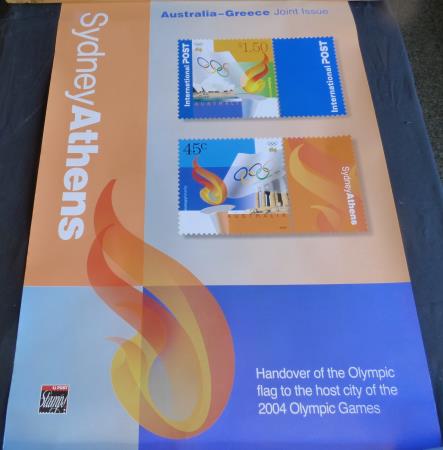 SydneyAthens
Australia–Greece Joint Issue
$1.50
AUSTRALIA
International POST
International POST
45c
AUSTRALIA
SydneyAthens
Handover of the Olympic
flag to the host city of the
2004 Olympic Games
Stamps